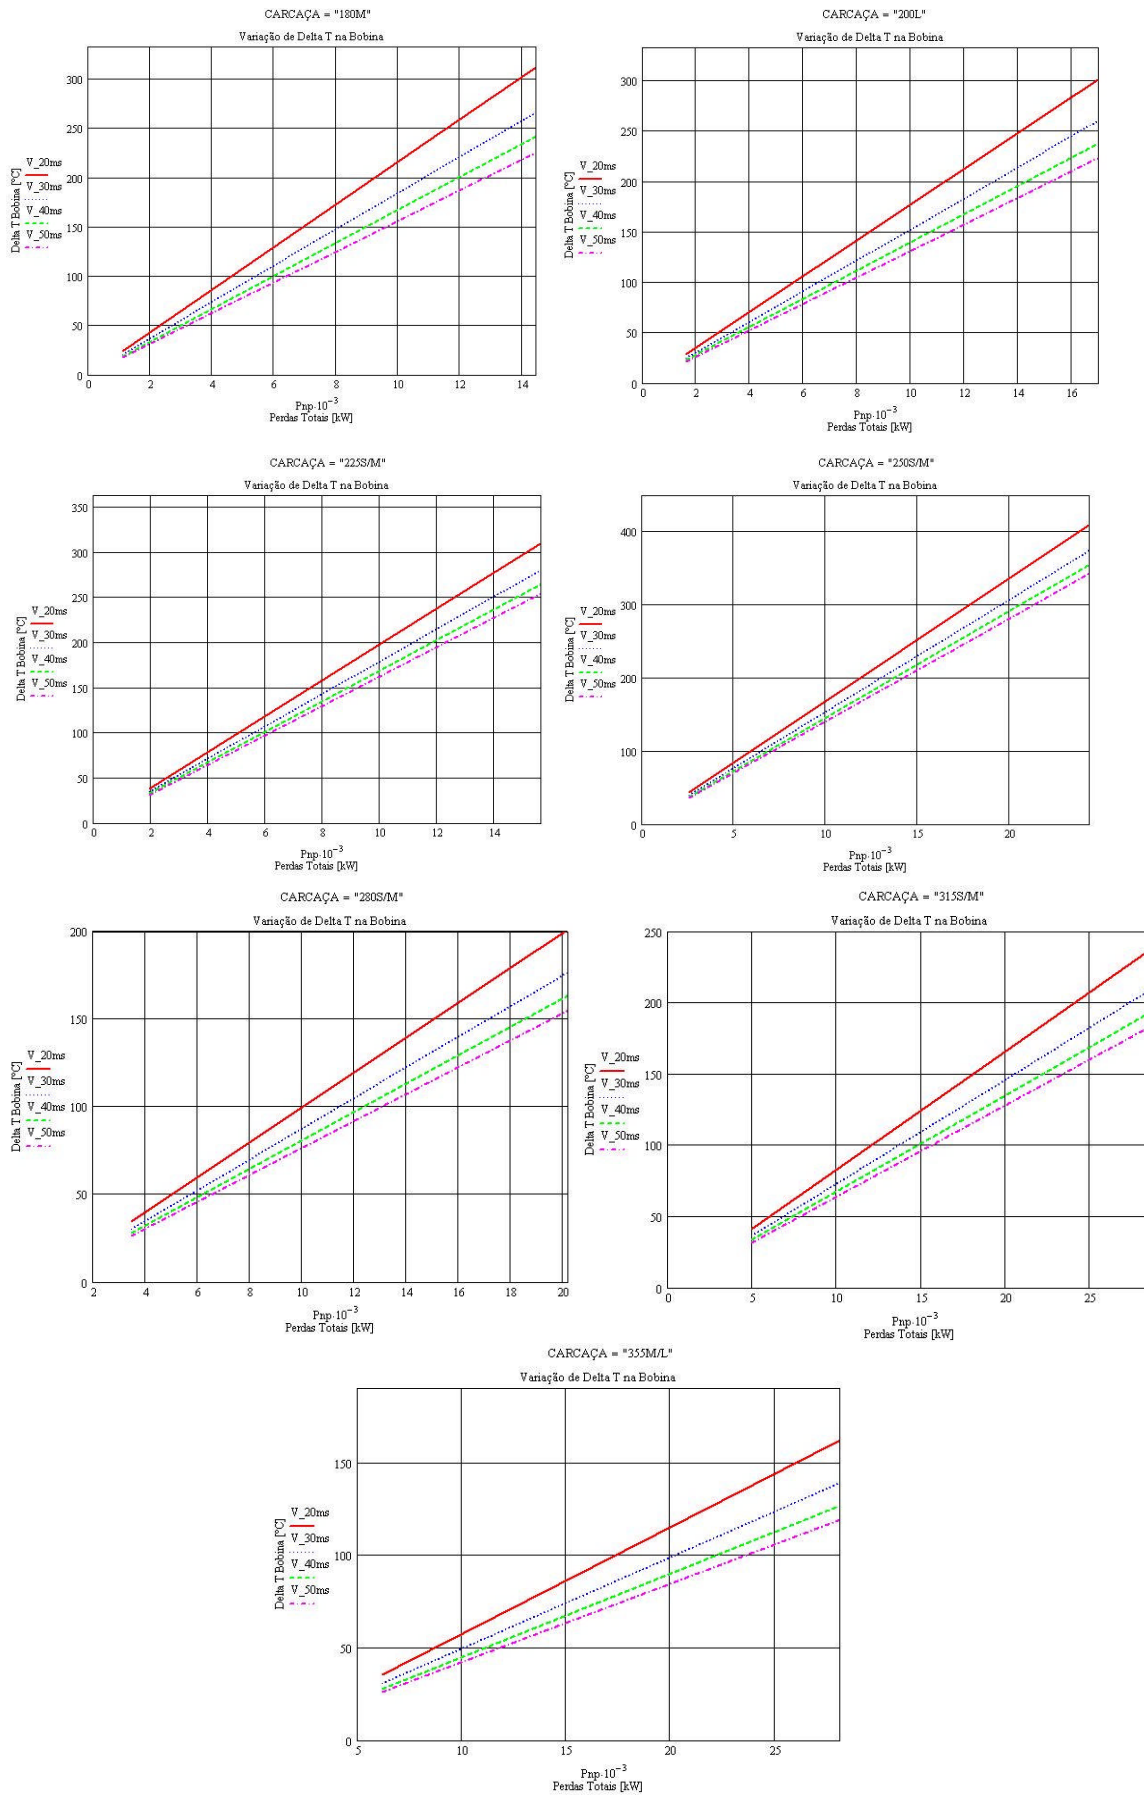 CARCAÇA = "180M"
Variação de Delta T na Bobina
300
250
200
150
100
50
0
Delta T Bobina [°C]
V_20ms
V_30ms
V_40ms
V_50ms
0 2 4 6 8 10 12 14
Pnp·10⁻³
Perdas Totais [kW]
CARCAÇA = "200L"
Variação de Delta T na Bobina
300
250
200
150
100
50
0
Delta T Bobina [°C]
V_20ms
V_30ms
V_40ms
V_50ms
0 2 4 6 8 10 12 14 16
Pnp·10⁻³
Perdas Totais [kW]
CARCAÇA = "225S/M"
Variação de Delta T na Bobina
350
300
250
200
150
100
50
0
Delta T Bobina [°C]
V_20ms
V_30ms
V_40ms
V_50ms
0 2 4 6 8 10 12 14
Pnp·10⁻³
Perdas Totais [kW]
CARCAÇA = "250S/M"
Variação de Delta T na Bobina
400
300
200
100
0
Delta T Bobina [°C]
V_20ms
V_30ms
V_40ms
V_50ms
0 5 10 15 20
Pnp·10⁻³
Perdas Totais [kW]
CARCAÇA = "280S/M"
Variação de Delta T na Bobina
200
150
100
50
0
Delta T Bobina [°C]
V_20ms
V_30ms
V_40ms
V_50ms
2 4 6 8 10 12 14 16 18 20
Pnp·10⁻³
Perdas Totais [kW]
CARCAÇA = "315S/M"
Variação de Delta T na Bobina
250
200
150
100
50
0
Delta T Bobina [°C]
V_20ms
V_30ms
V_40ms
V_50ms
0 5 10 15 20 25
Pnp·10⁻³
Perdas Totais [kW]
CARCAÇA = "355M/L"
Variação de Delta T na Bobina
150
100
50
0
Delta T Bobina [°C]
V_20ms
V_30ms
V_40ms
V_50ms
5 10 15 20 25
Pnp·10⁻³
Perdas Totais [kW]